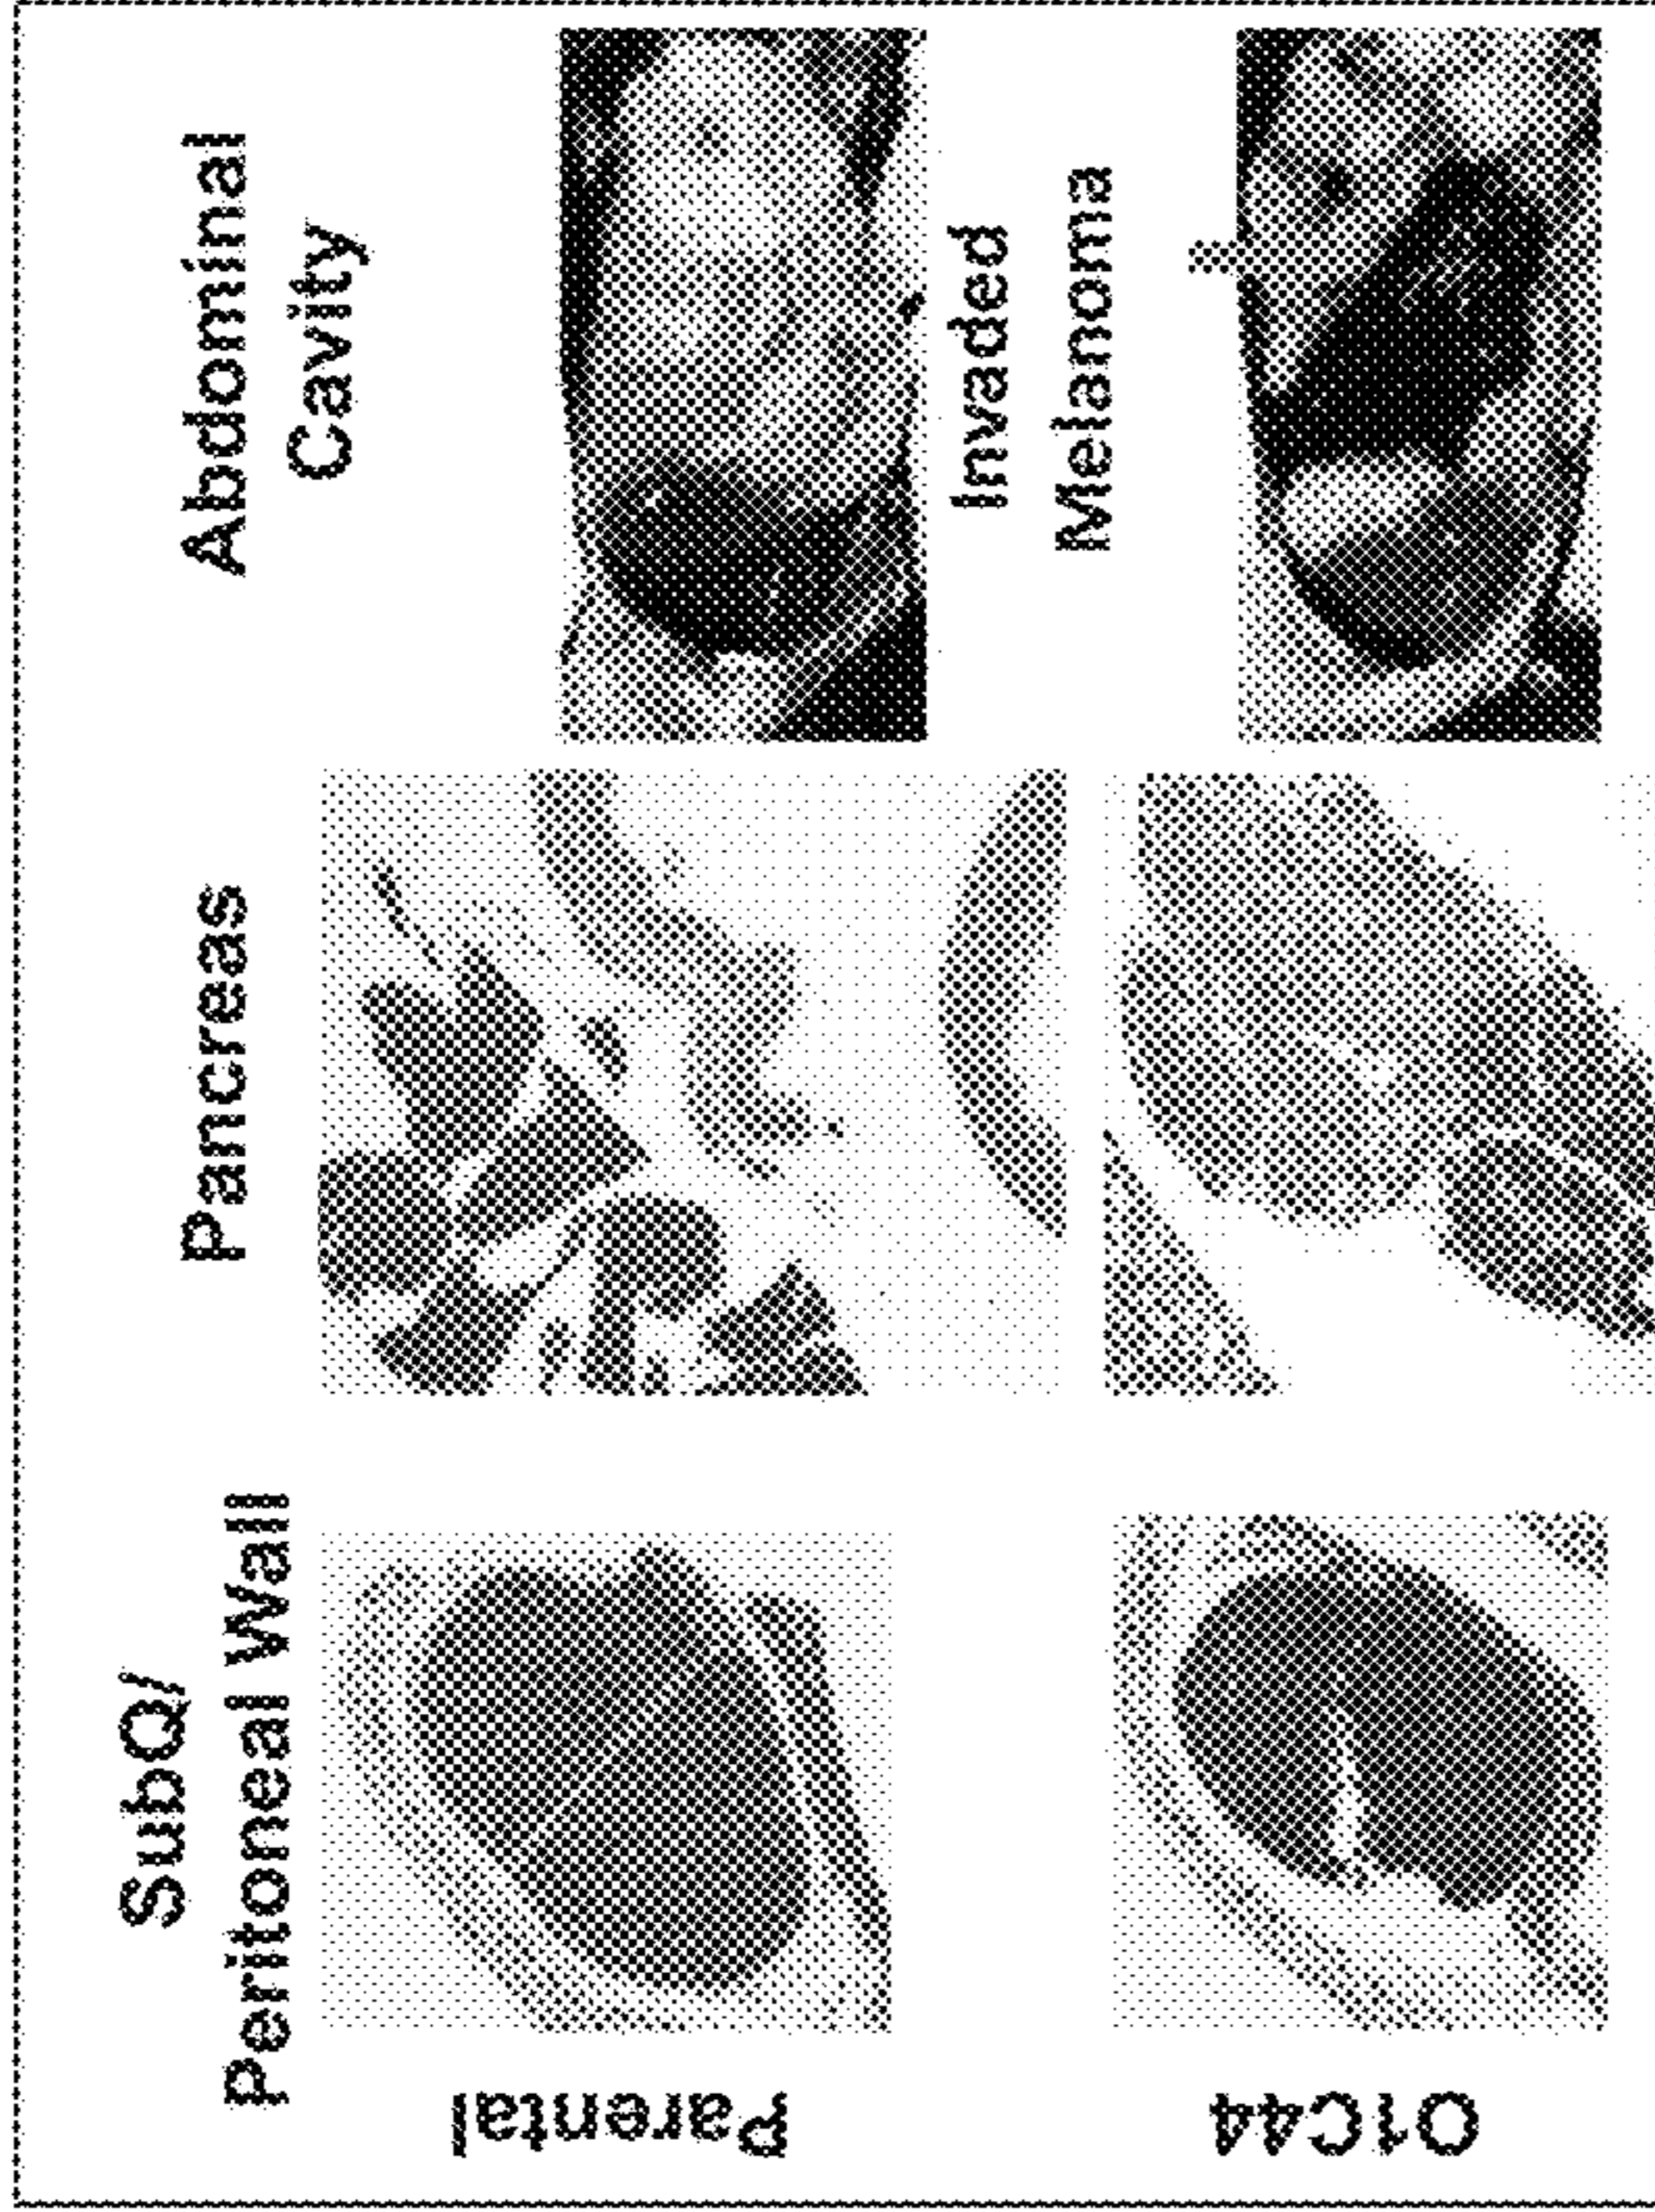 SubQ/
Peritoneal Wall
Pancreas
Abdominal
Cavity
Parental
Invaded
Melanoma
O1C44